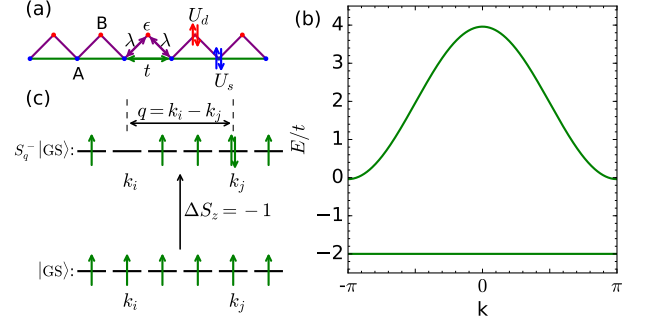 (a)
B
ϵ
U_d
λ
λ
A
t
U_s
(c)
q = k_i − k_j
S_q^−|GS⟩:
k_i
k_j
ΔS_z = −1
|GS⟩:
k_i
k_j
(b)
E/t
4
3
2
1
0
−1
−2
-π
0
π
k